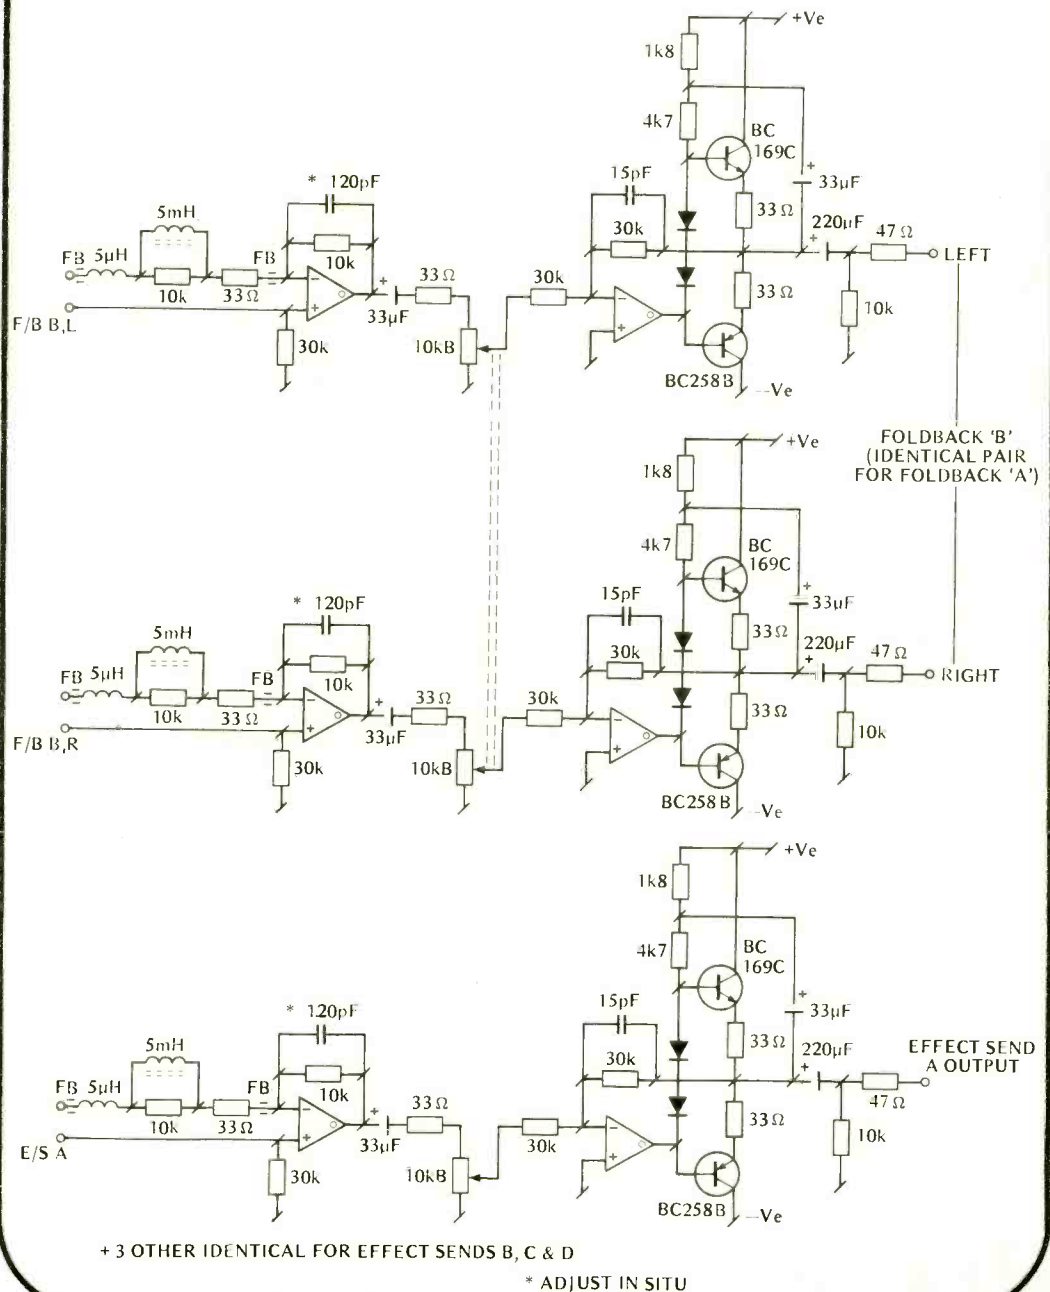 +Ve
1k8
4k7
BC
169C
33μF
* 120pF
15pF
5mH
33Ω
220μF
47Ω
FB 5μH
FB
10k
30k
LEFT
10k
33Ω
33Ω
30k
33Ω
10k
33μF
F/B B,L
30k
10kB
BC258B
—Ve
FOLDBACK 'B'
(IDENTICAL PAIR
FOR FOLDBACK 'A')
+Ve
1k8
4k7
BC
169C
33μF
* 120pF
15pF
5mH
33Ω
220μF
47Ω
FB 5μH
FB
10k
30k
RIGHT
10k
33Ω
33Ω
30k
33Ω
10k
33μF
F/B B,R
30k
10kB
BC258B
—Ve
+Ve
1k8
4k7
BC
169C
33μF
* 120pF
15pF
5mH
33Ω
220μF
EFFECT SEND
A OUTPUT
FB 5μH
FB
10k
30k
47Ω
10k
33Ω
33Ω
33μF
30k
33Ω
10k
E/S A
30k
10kB
BC258B
—Ve
+ 3 OTHER IDENTICAL FOR EFFECT SENDS B, C & D
* ADJUST IN SITU